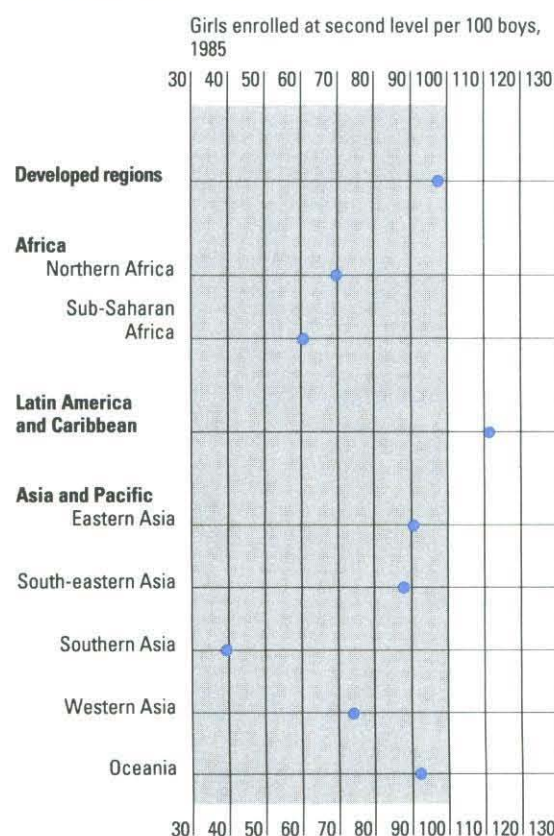 Girls enrolled at second level per 100 boys,
1985
30 40 50 60 70 80 90 100 110 120 130
Developed regions
Africa
Northern Africa
Sub-Saharan
Africa
Latin America
and Caribbean
Asia and Pacific
Eastern Asia
South-eastern Asia
Southern Asia
Western Asia
Oceania
30 40 50 60 70 80 90 100 110 120 130